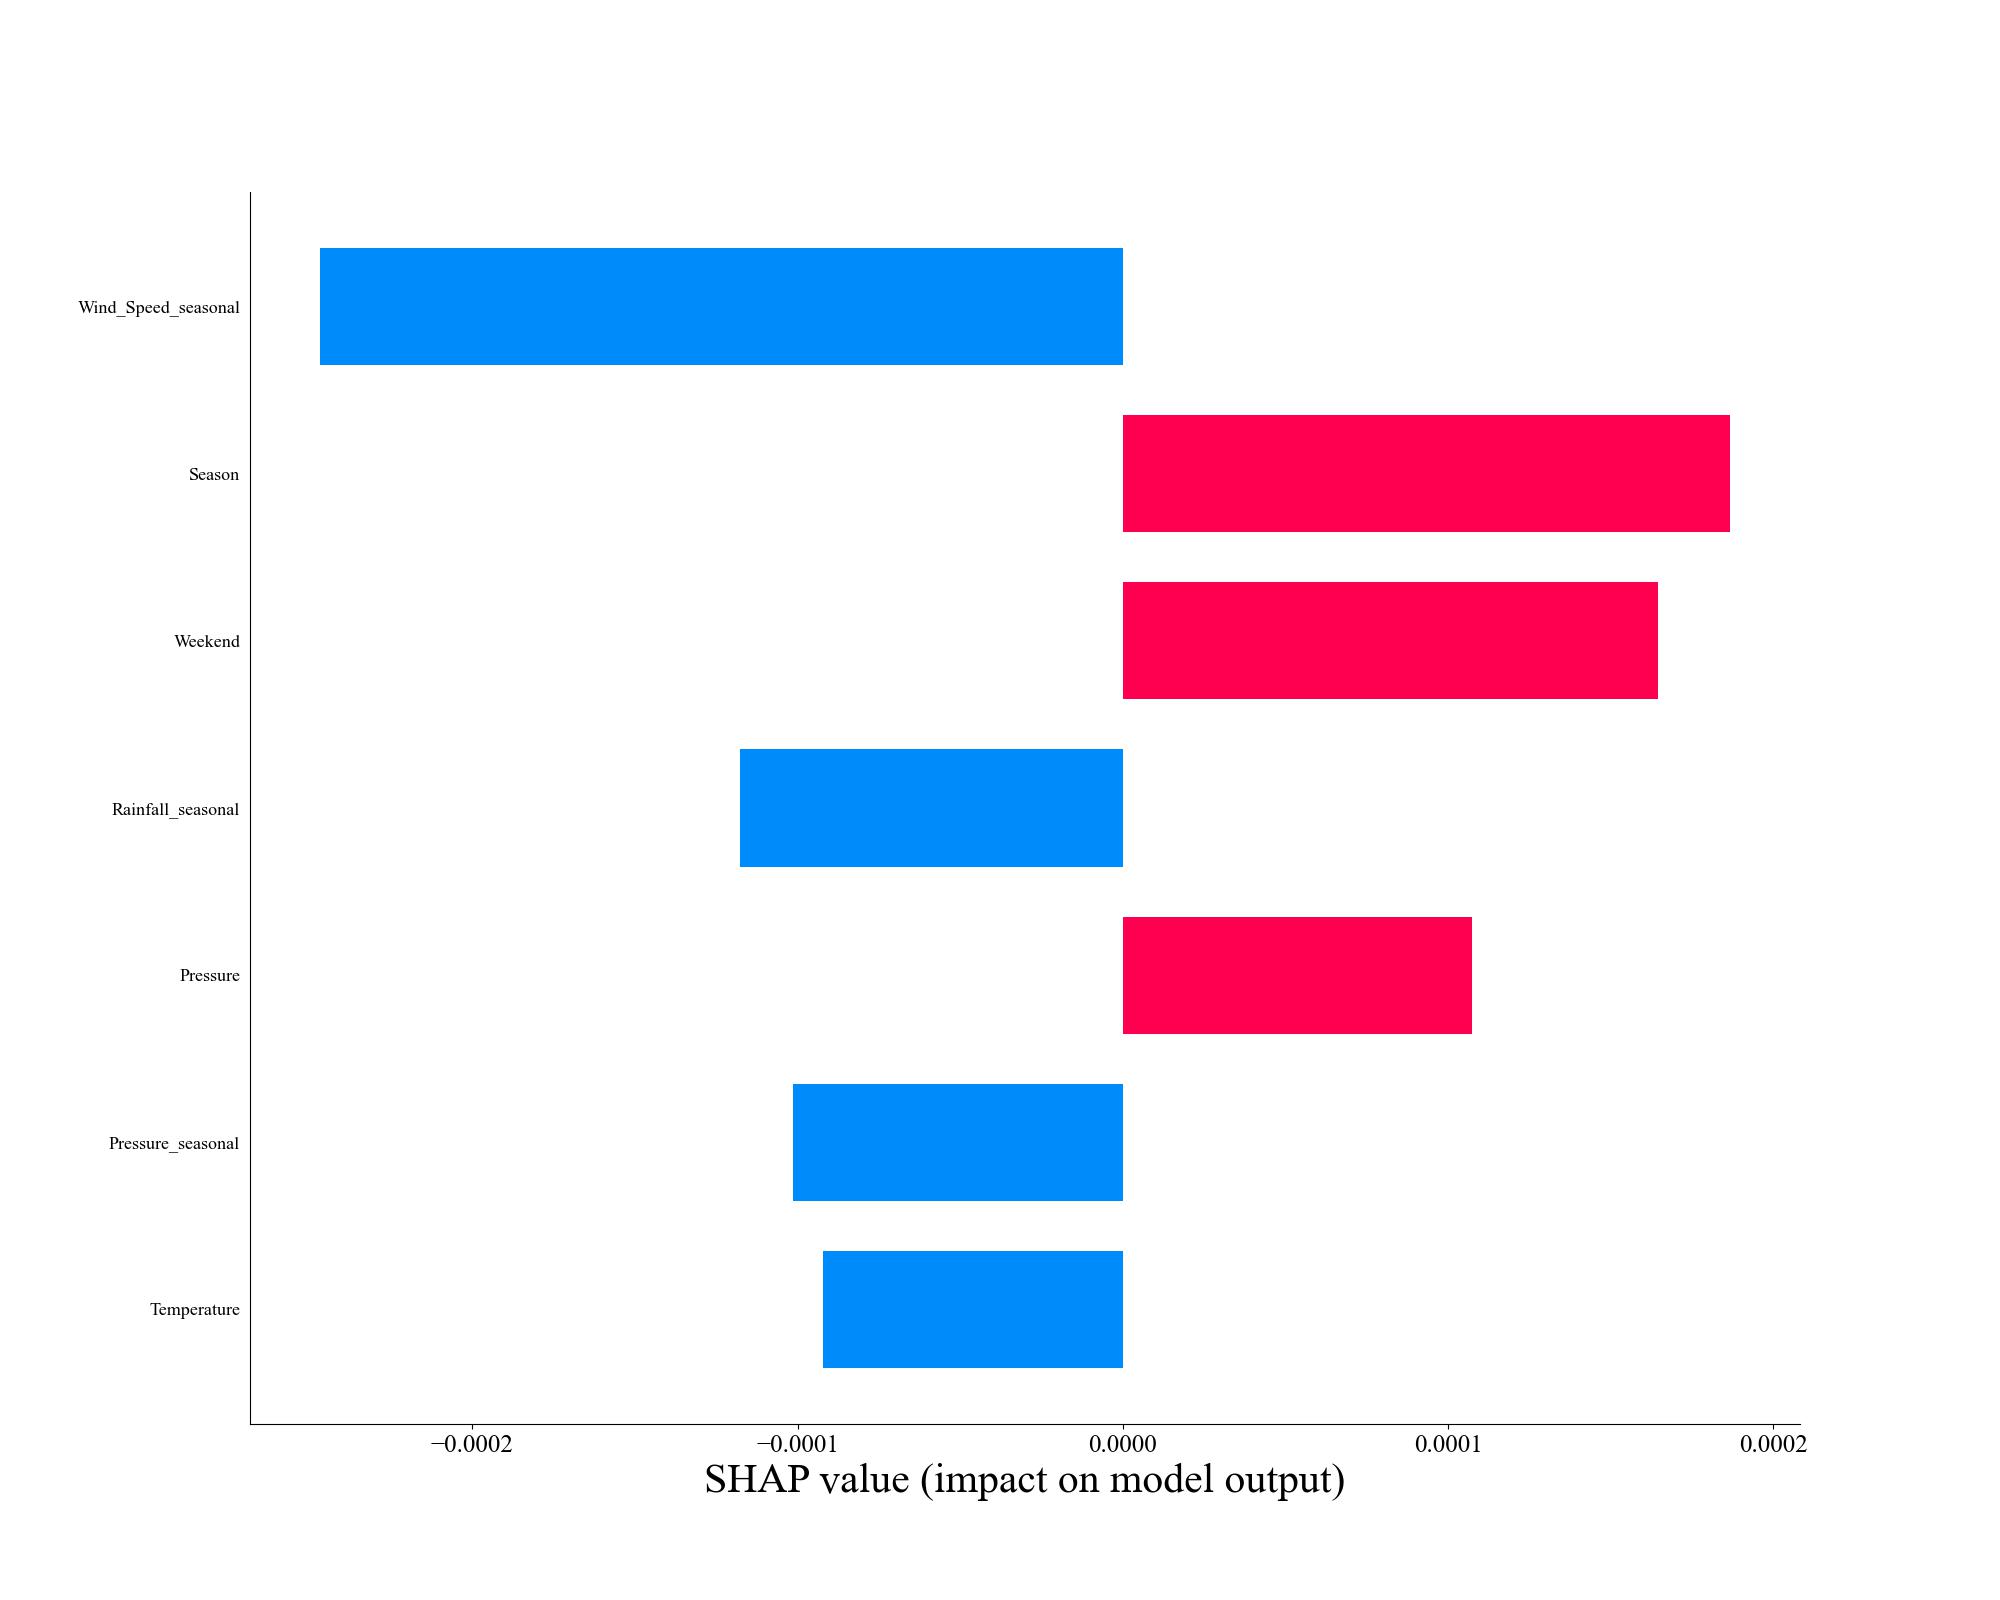 Wind_Speed_seasonal
Season
Weekend
Rainfall_seasonal
Pressure
Pressure_seasonal
Temperature
−0.0002 −0.0001 0.0000 0.0001 0.0002
SHAP value (impact on model output)